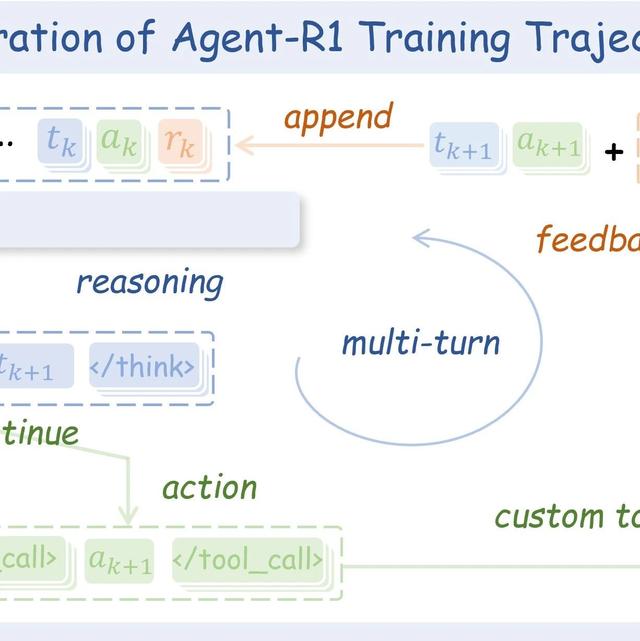 ration of Agent-R1 Training Trajec
... t_k a_k r_k append t_{k+1} a_{k+1} +
feedba
reasoning
t_{k+1} </think> multi-turn
tinue
action
custom to
_call> a_{k+1} </tool_call>